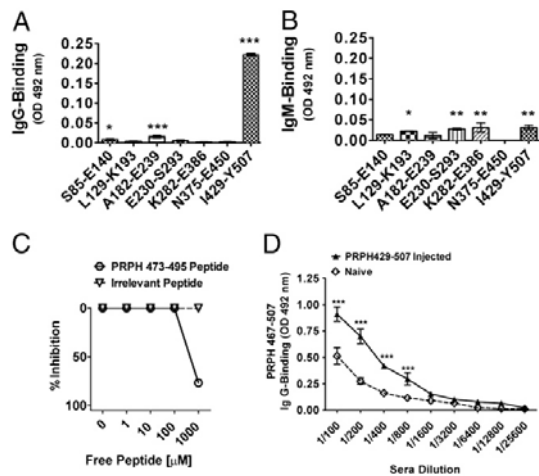 A
IgG-Binding
(OD 492 nm)
0.25
0.20
0.15
0.10
0.05
0.00
*
***
***
S85-E140
L129-K193
A182-E239
E230-S293
K282-E386
N375-E450
I429-Y507
B
IgM-Binding
(OD 492 nm)
0.25
0.20
0.15
0.10
0.05
0.00
*
**
**
**
S85-E140
L129-K193
A182-E239
E230-S293
K282-E386
N375-E450
I429-Y507
C
PRPH 473-495 Peptide
Irrelevant Peptide
% Inhibition
0
50
100
0
1
10
100
1000
Free Peptide [µM]
D
PRPH429-507 Injected
Naive
PRPH 467-507
Ig G-Binding (OD 492 nm)
1.25
1.00
0.75
0.50
0.25
0.00
***
***
***
***
1/100
1/200
1/400
1/800
1/1600
1/3200
1/6400
1/12800
1/25600
Sera Dilution